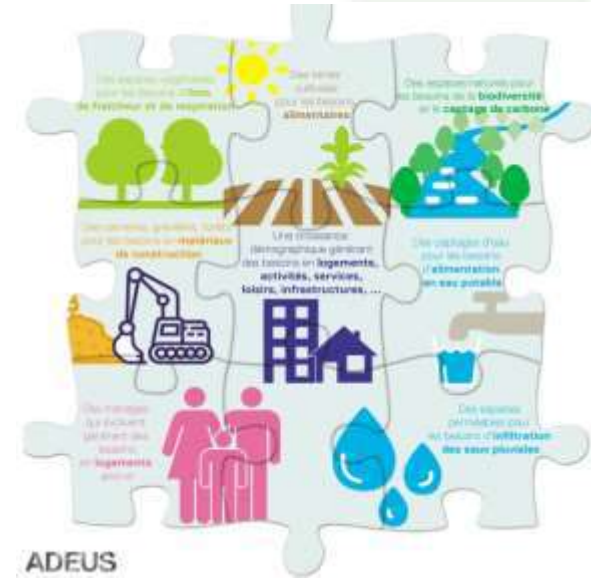 Des espaces végétalisés
pour les besoins d'îlots
de fraîcheur et de respiration
Des terres
cultivées
pour les besoins
alimentaires
Des espaces naturels pour
les besoins de la biodiversité
et le captage de carbone
Des carrières, gravières, forêts
pour les besoins en matériaux
de construction
Une croissance
démographique générant
des besoins en logements,
activités, services,
loisirs, infrastructures, ...
Des captages d'eau
pour les besoins
d'alimentation
en eau potable
Des ménages
qui évoluent
générant des
besoins
en logements
Des espaces
perméables pour
les besoins d'infiltration
des eaux pluviales
ADEUS